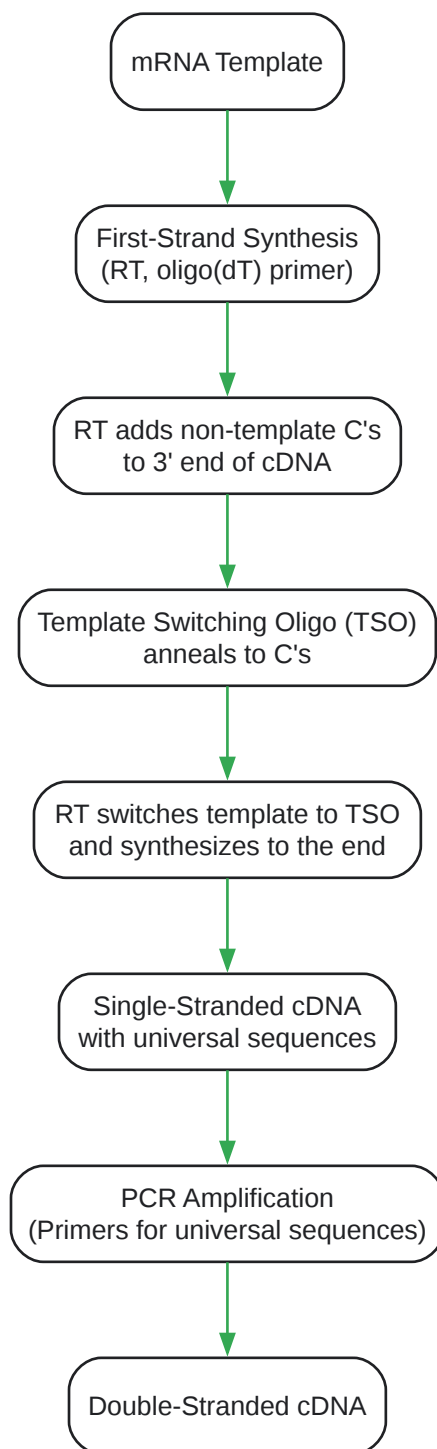 mRNA Template
First-Strand Synthesis
(RT, oligo(dT) primer)
RT adds non-template C's
to 3' end of cDNA
Template Switching Oligo (TSO)
anneals to C's
RT switches template to TSO
and synthesizes to the end
Single-Stranded cDNA
with universal sequences
PCR Amplification
(Primers for universal sequences)
Double-Stranded cDNA